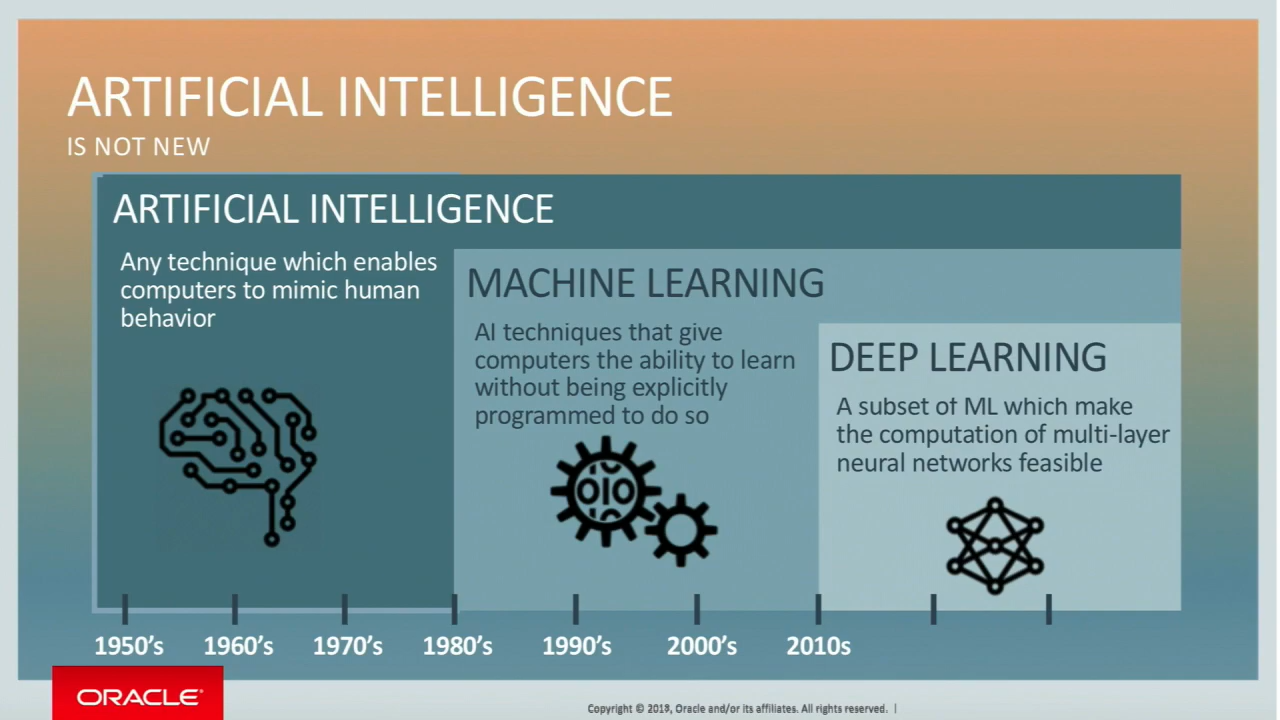 ARTIFICIAL INTELLIGENCE
IS NOT NEW
ARTIFICIAL INTELLIGENCE
Any technique which enables
computers to mimic human
behavior
MACHINE LEARNING
AI techniques that give
computers the ability to learn
without being explicitly
programmed to do so
DEEP LEARNING
A subset of ML which make
the computation of multi-layer
neural networks feasible
1950’s 1960’s 1970’s 1980’s 1990’s 2000’s 2010s
ORACLE®
Copyright © 2019, Oracle and/or its affiliates. All rights reserved. |